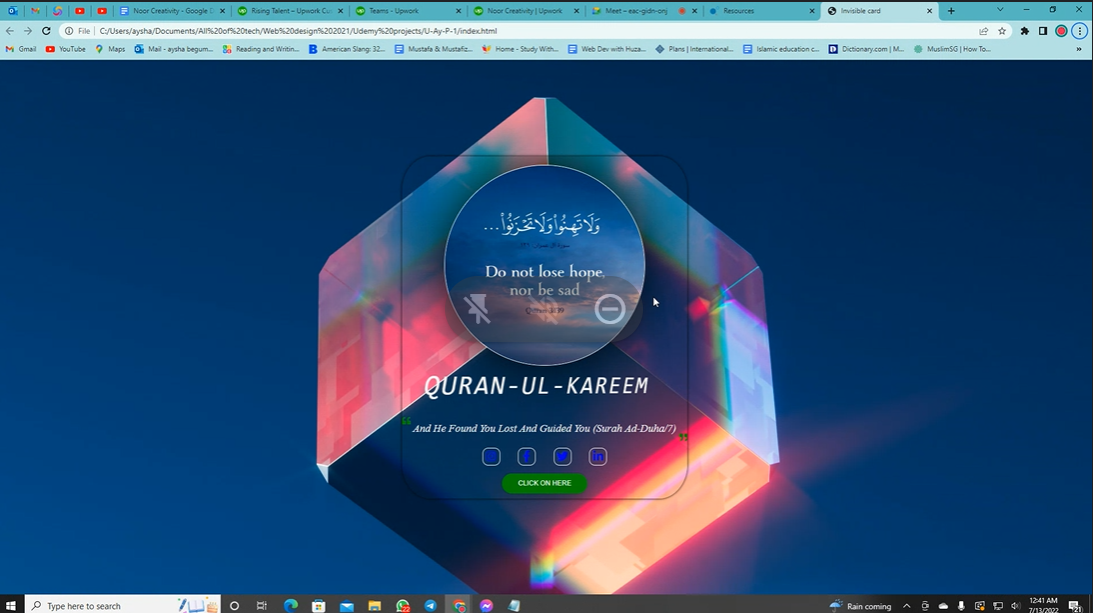 Noor Creativity - Google D
Rising Talent – Upwork Cu
Teams - Upwork
Noor Creativity | Upwork
Meet – eac-gidn-onj
Resources
Invisible card
File
C:/Users/aysha/Documents/All%20of%20tech/Web%20design%202021/Udemy%20projects/U-Ay-P-1/index.html
Gmail
YouTube
Maps
Mail - aysha begum...
Reading and Writin...
American Slang: 32...
Mustafa & Mustafiz...
Home - Study With...
Web Dev with Huza...
Plans | International...
Islamic education c...
Dictionary.com | M...
MuslimSG | How To...
»
وَلَا تَهِنُوا۟ وَلَا تَحْزَنُوا۟...
Do not lose hope,
nor be sad
Quran 3:139
QURAN-UL-KAREEM
❝ And He Found You Lost And Guided You (Surah Ad-Duha/7) ❞
CLICK ON HERE
Type here to search
Rain coming
12:41 AM
7/13/2022